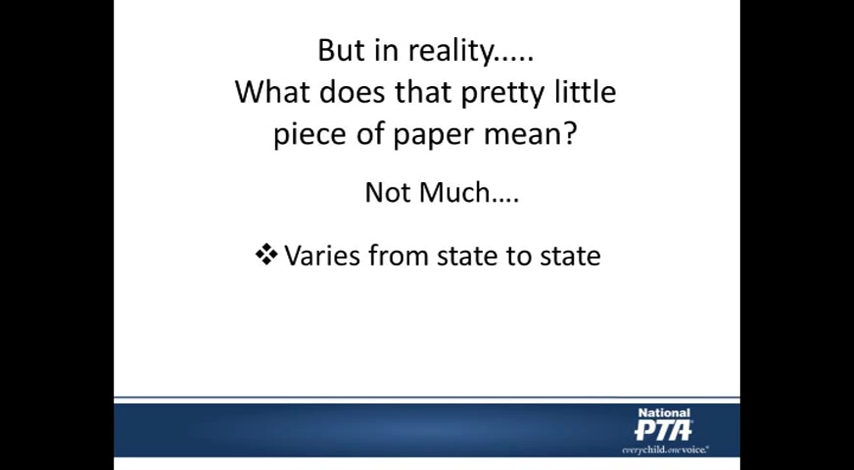 But in reality.....
What does that pretty little
piece of paper mean?
Not Much....
❖ Varies from state to state
National
PTA
everychild.onevoice.®